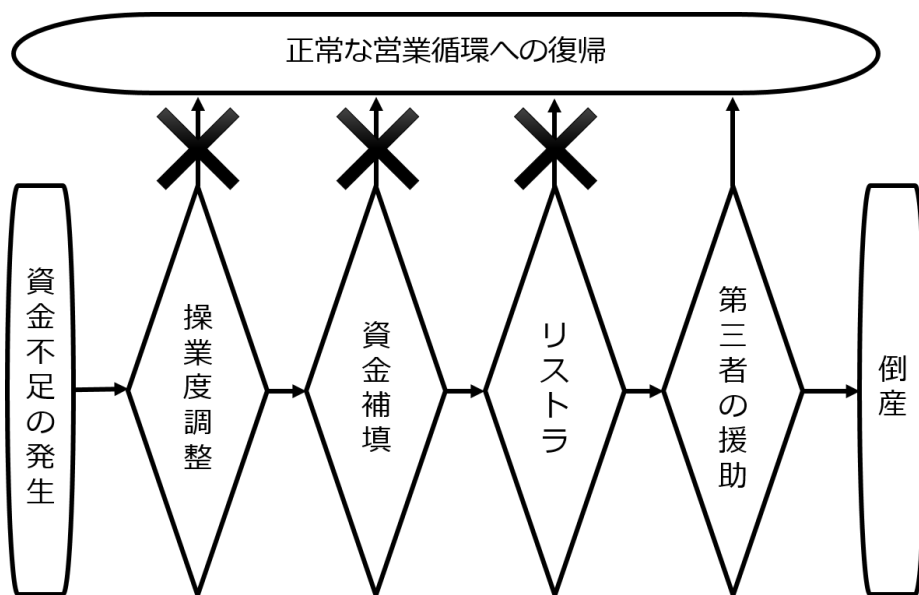 正常な営業循環への復帰
資金不足の発生
操業度調整
資金補填
リストラ
第三者の援助
倒産